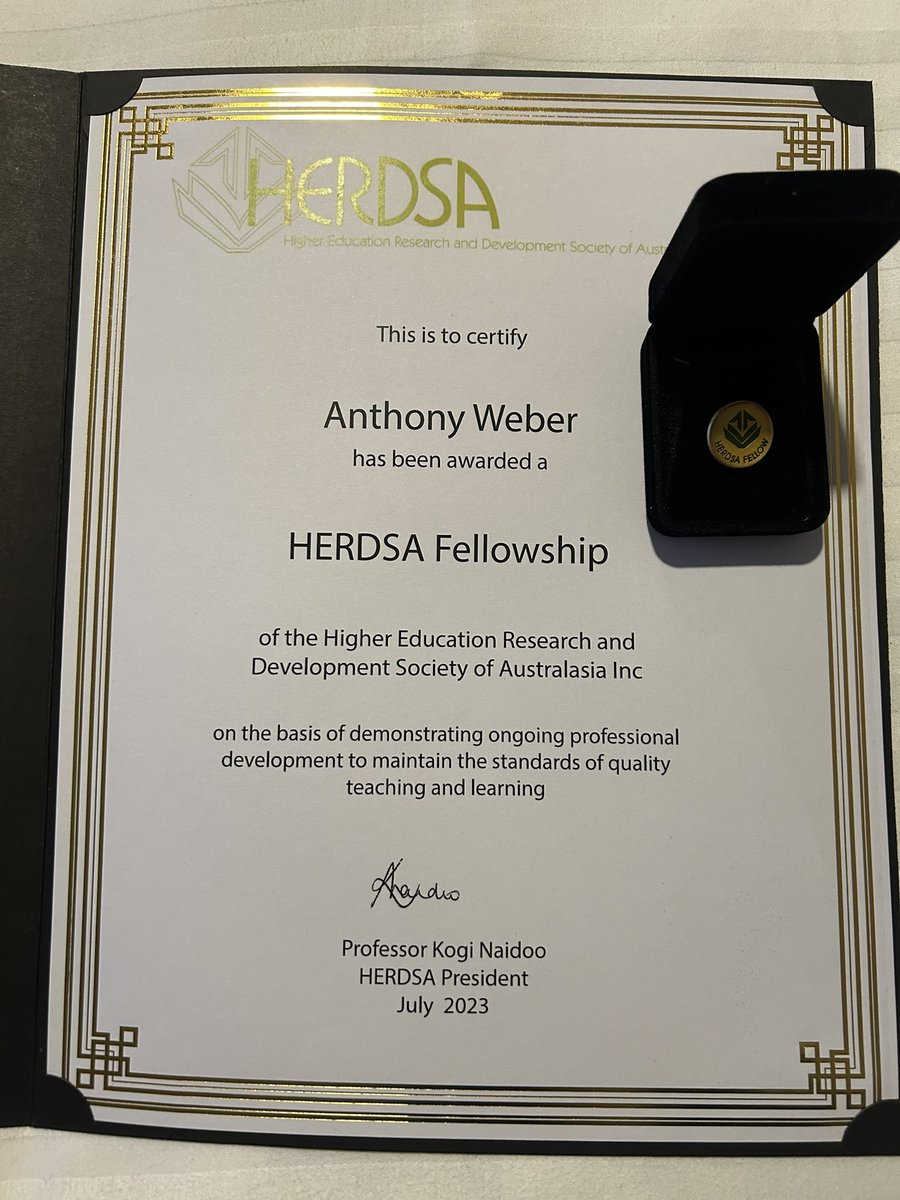 HERDSA
Higher Education Research and Development Society of
This is to certify
Anthony Weber
has been awarded a
HERDSA Fellowship
HERDSA FELLOW
of the Higher Education Research and
Development Society of Australasia Inc
on the basis of demonstrating ongoing professional
development to maintain the standards of quality
teaching and learning
Professor Kogi Naidoo
HERDSA President
July 2023